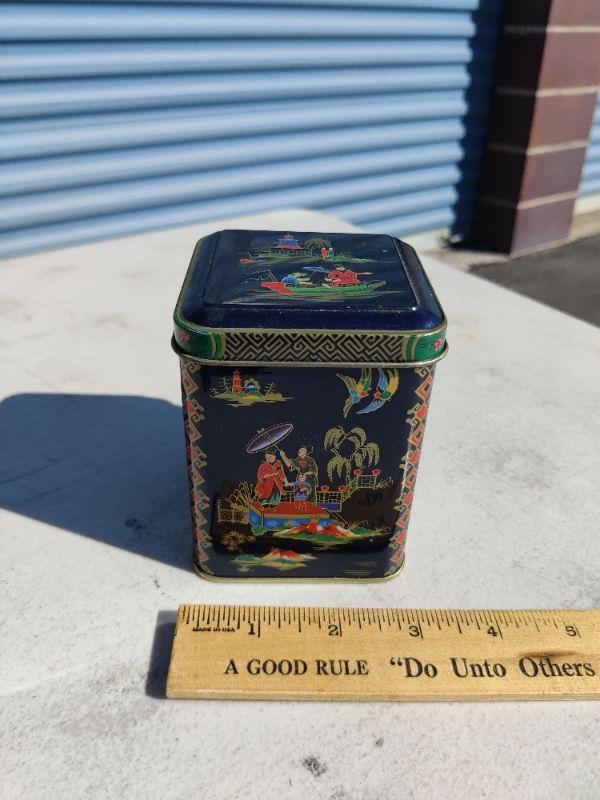 MADE IN USA 1 2 3 4 5
A GOOD RULE “Do Unto Others